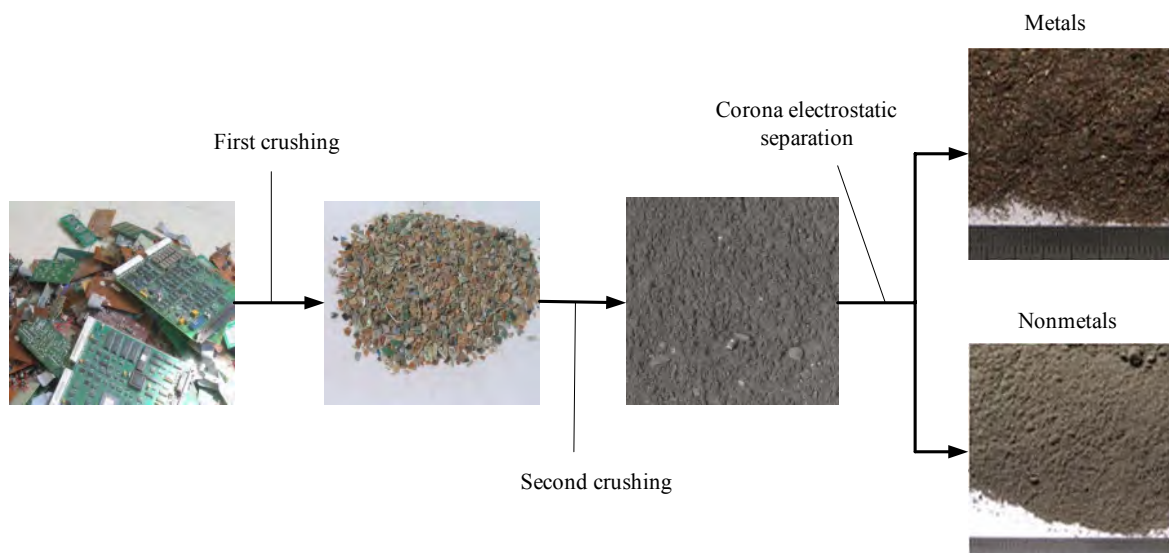 Metals
Corona electrostatic
separation
First crushing
Nonmetals
Second crushing